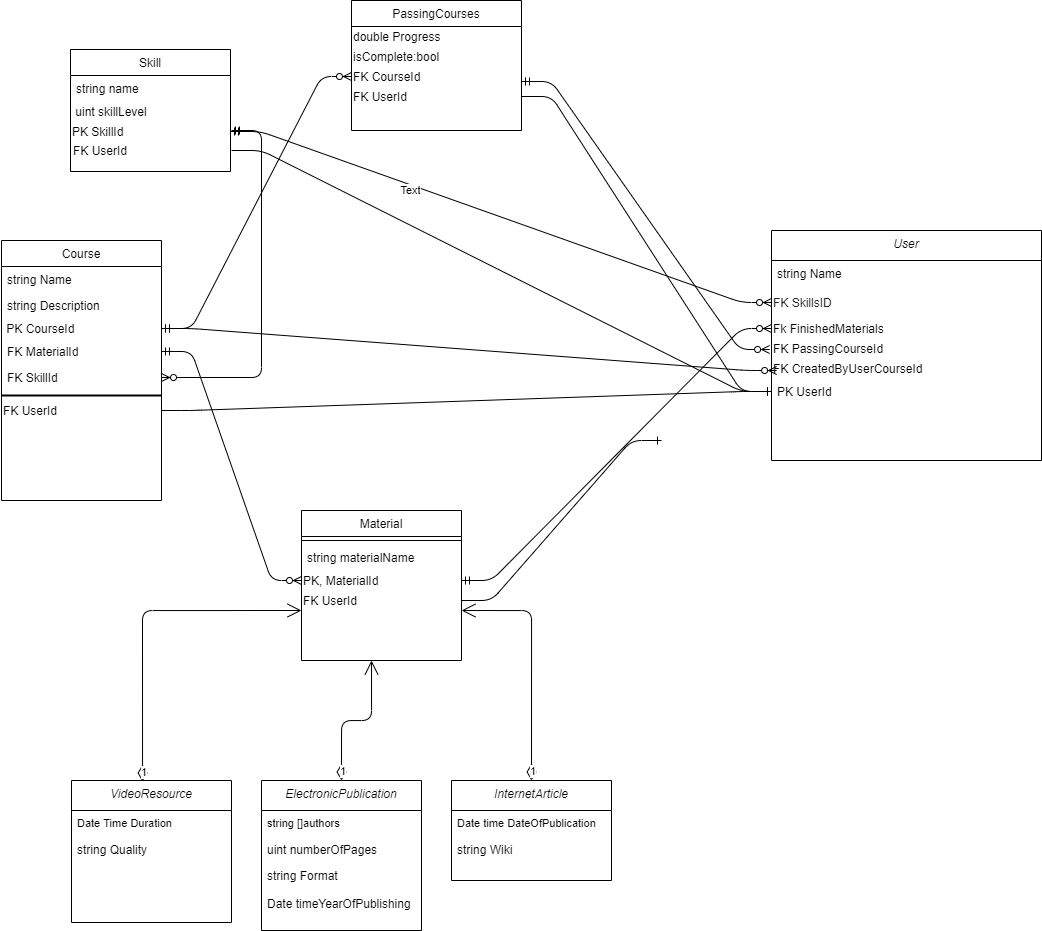 PassingCourses
double Progress
isComplete:bool
FK CourseId
FK UserId
Skill
string name
uint skillLevel
PK SkillId
FK UserId
Text
Course
string Name
string Description
PK CourseId
FK MaterialId
FK SkillId
FK UserId
User
string Name
FK SkillsID
Fk FinishedMaterials
FK PassingCourseId
FK CreatedByUserCourseId
PK UserId
Material
string materialName
PK, MaterialId
FK UserId
1
1
1
VideoResource
Date Time Duration
string Quality
ElectronicPublication
string []authors
uint numberOfPages
string Format
Date timeYearOfPublishing
InternetArticle
Date time DateOfPublication
string Wiki